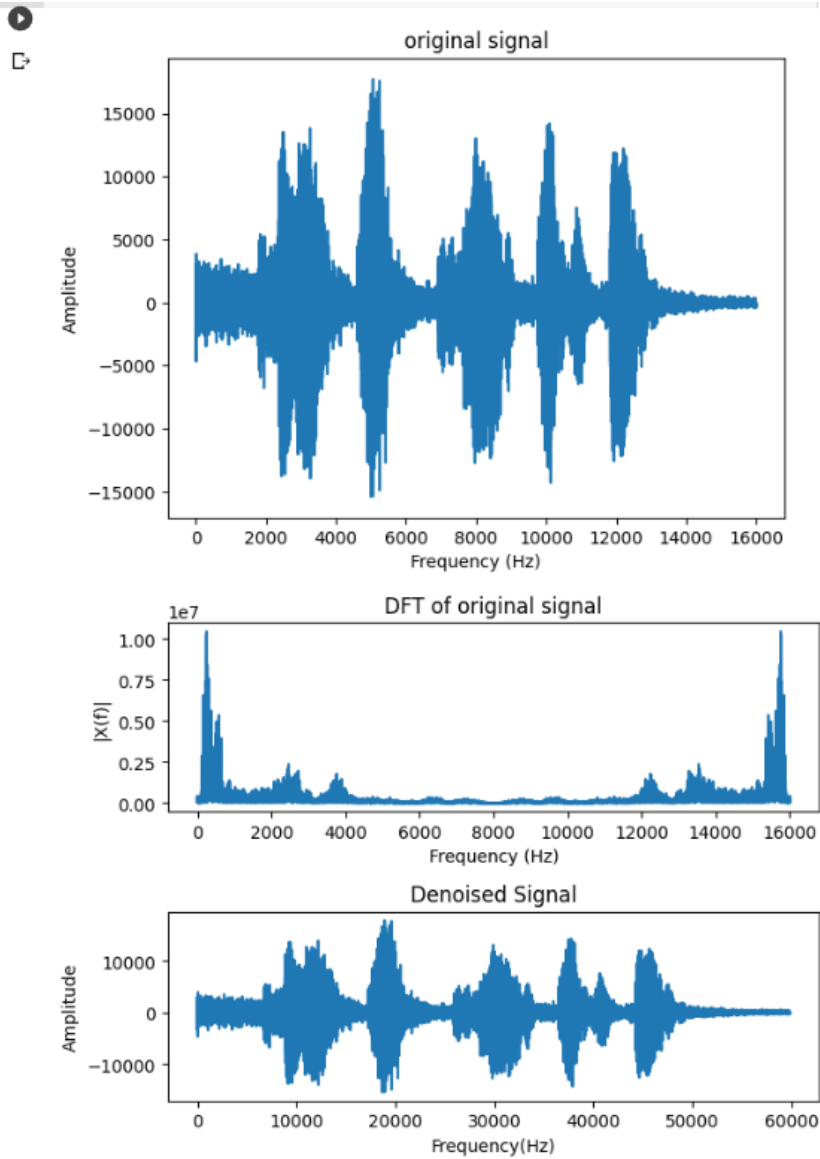 original signal
15000
10000
5000
0
−5000
−10000
−15000
Amplitude
0 2000 4000 6000 8000 10000 12000 14000 16000
Frequency (Hz)
DFT of original signal
1e7
1.00
0.75
0.50
0.25
0.00
|X(f)|
0 2000 4000 6000 8000 10000 12000 14000 16000
Frequency (Hz)
Denoised Signal
10000
0
−10000
Amplitude
0 10000 20000 30000 40000 50000 60000
Frequency(Hz)